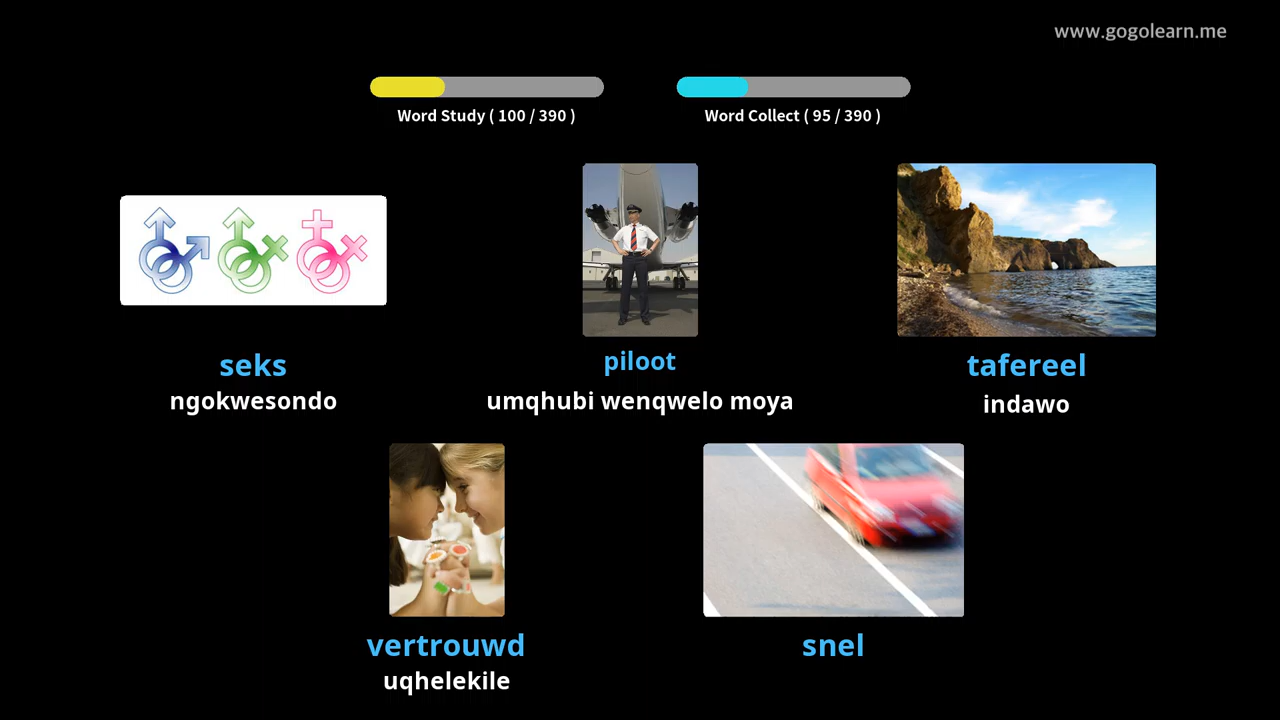 www.gogolearn.me
Word Study ( 100 / 390 )
Word Collect ( 95 / 390 )
seks
ngokwesondo
piloot
umqhubi wenqwelo moya
tafereel
indawo
vertrouwd
uqhelekile
snel